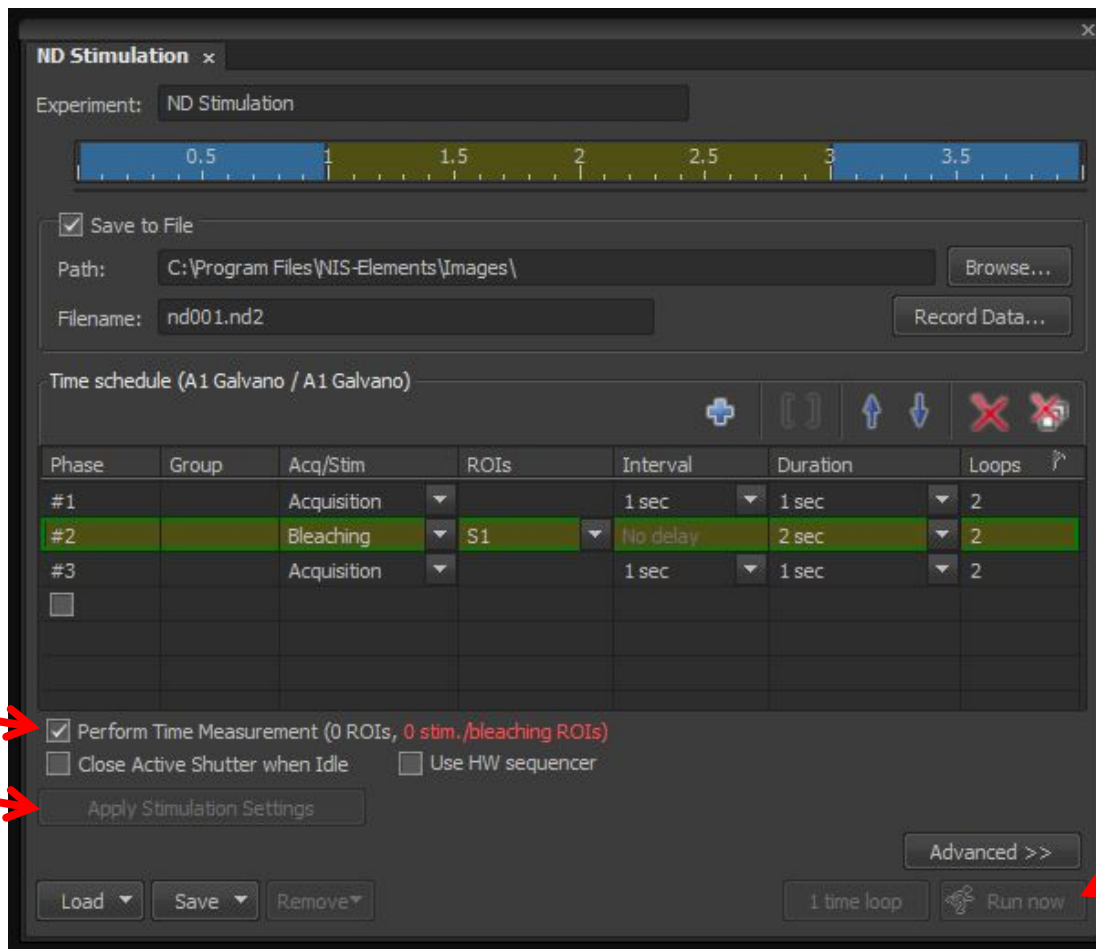 ND Stimulation x
Experiment: ND Stimulation
0.5 1 1.5 2 2.5 3 3.5
Save to File
Path: C:\Program Files\NIS-Elements\Images\ Browse...
Filename: nd001.nd2 Record Data...
Time schedule (A1 Galvano / A1 Galvano)
Phase Group Acq/Stim ROIs Interval Duration Loops
#1 Acquisition 1 sec 1 sec 2
#2 Bleaching S1 No delay 2 sec 2
#3 Acquisition 1 sec 1 sec 2
Perform Time Measurement (0 ROIs, 0 stim./bleaching ROIs)
Close Active Shutter when Idle Use HW sequencer
Apply Stimulation Settings
Advanced >>
Load Save Remove 1 time loop Run now